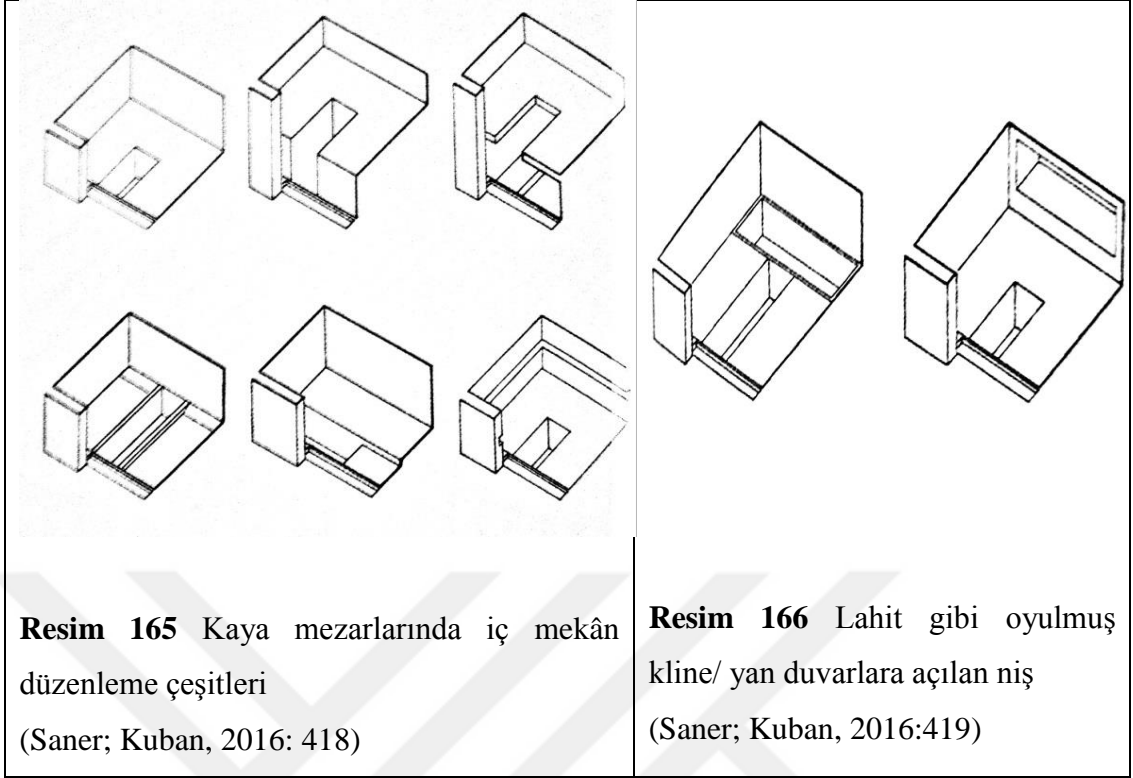 Resim 165 Kaya mezarlarında iç mekân
düzenleme çeşitleri
(Saner; Kuban, 2016: 418)
Resim 166 Lahit gibi oyulmuş
kline/ yan duvarlara açılan niş
(Saner; Kuban, 2016:419)